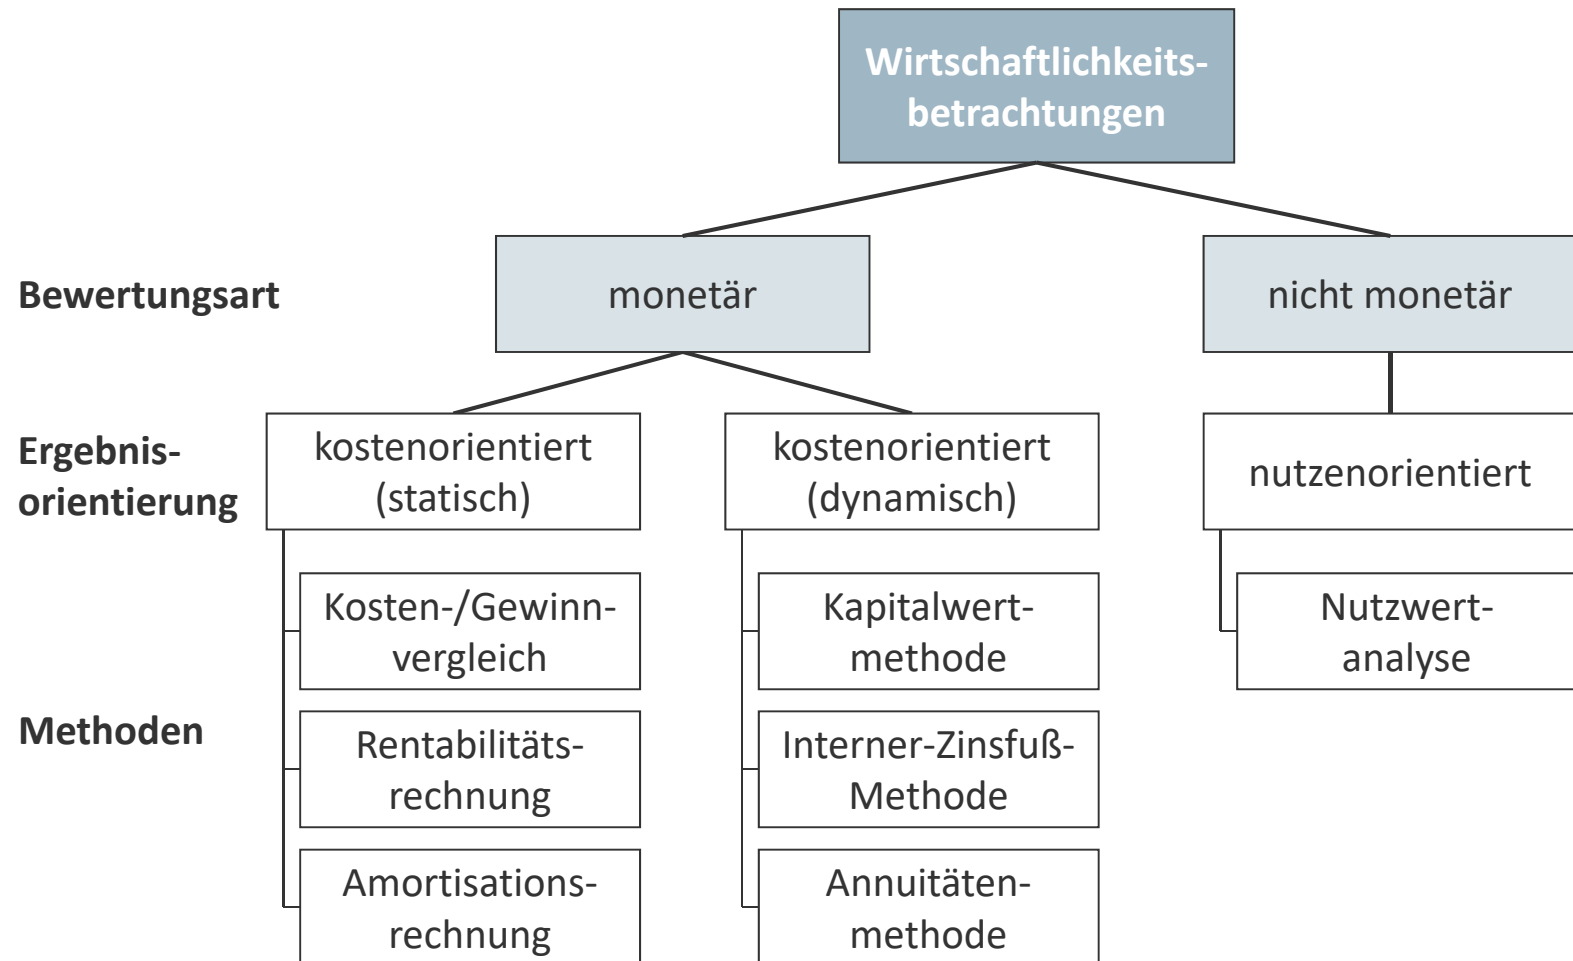 Wirtschaftlichkeits-
betrachtungen
Bewertungsart
monetär
nicht monetär
Ergebnis-
orientierung
kostenorientiert
(statisch)
kostenorientiert
(dynamisch)
nutzenorientiert
Methoden
Kosten-/Gewinn-
vergleich
Kapitalwert-
methode
Nutzwert-
analyse
Rentabilitäts-
rechnung
Interner-Zinsfuß-
Methode
Amortisations-
rechnung
Annuitäten-
methode